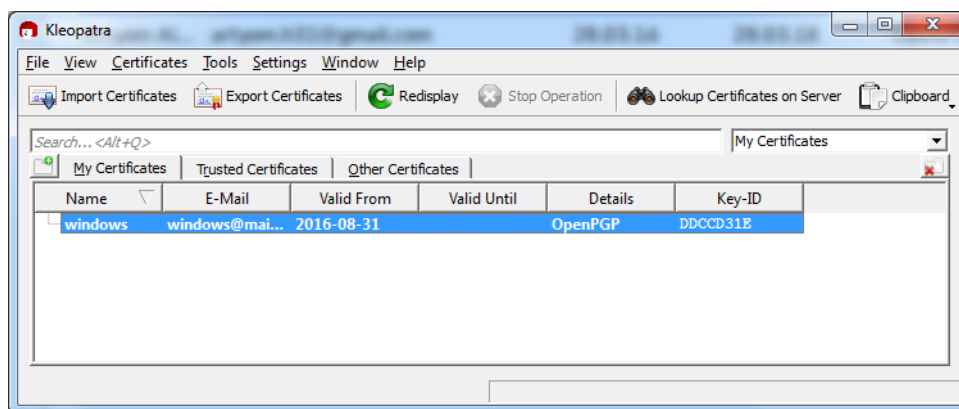 Kleopatra
File View Certificates Tools Settings Window Help
Import Certificates Export Certificates Redisplay Stop Operation Lookup Certificates on Server Clipboard
Search...<Alt+Q> My Certificates
My Certificates Trusted Certificates Other Certificates
Name E-Mail Valid From Valid Until Details Key-ID
windows windows@mai... 2016-08-31 OpenPGP DDCCD31E